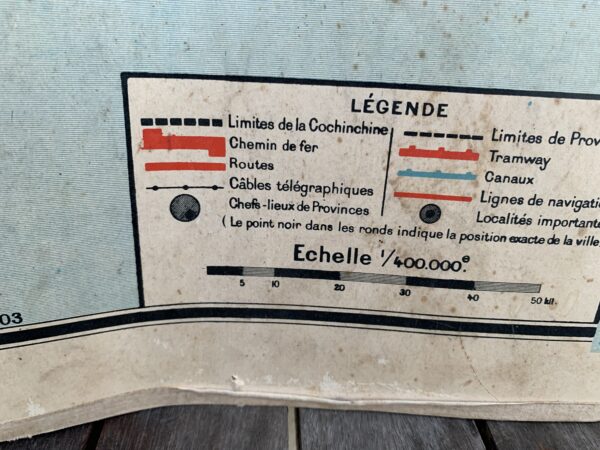 LÉGENDE
Limites de la Cochinchine
Chemin de fer
Routes
Câbles télégraphiques
Chefs-lieux de Provinces
Limites de Prov
Tramway
Canaux
Lignes de navigati
Localités importante
(Le point noir dans les ronds indique la position exacte de la ville
Echelle 1/400.000e.
5 10 20 30 40 50 kil
03